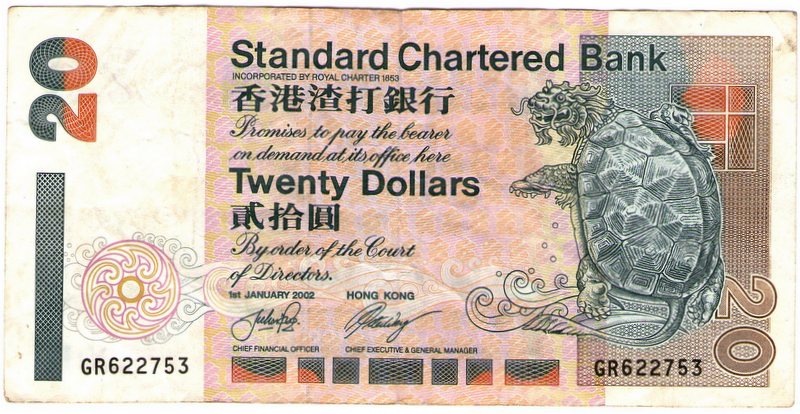 20
Standard Chartered Bank
INCORPORATED BY ROYAL CHARTER 1853
香港渣打銀行
Promises to pay the bearer
on demand at its office here
Twenty Dollars
貳拾圓
By order of the Court
of Directors.
1st JANUARY 2002 HONG KONG
CHIEF FINANCIAL OFFICER CHIEF EXECUTIVE & GENERAL MANAGER
GR622753
GR622753
20